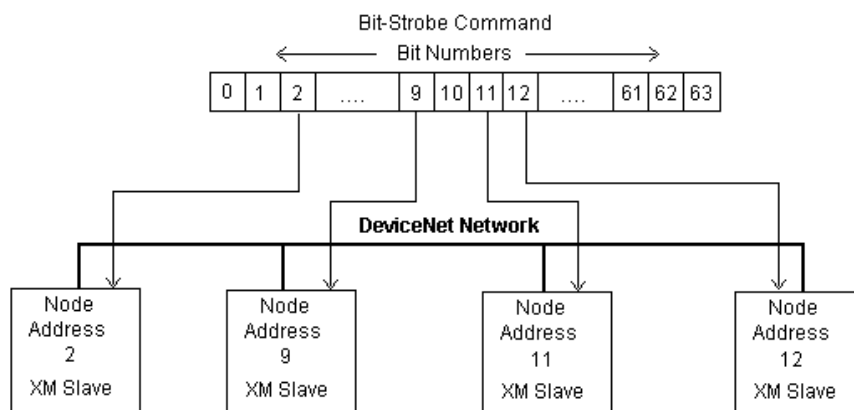 Bit-Strobe Command
Bit Numbers
0 1 2 .... 9 10 11 12 .... 61 62 63
DeviceNet Network
Node Address 2 XM Slave
Node Address 9 XM Slave
Node Address 11 XM Slave
Node Address 12 XM Slave